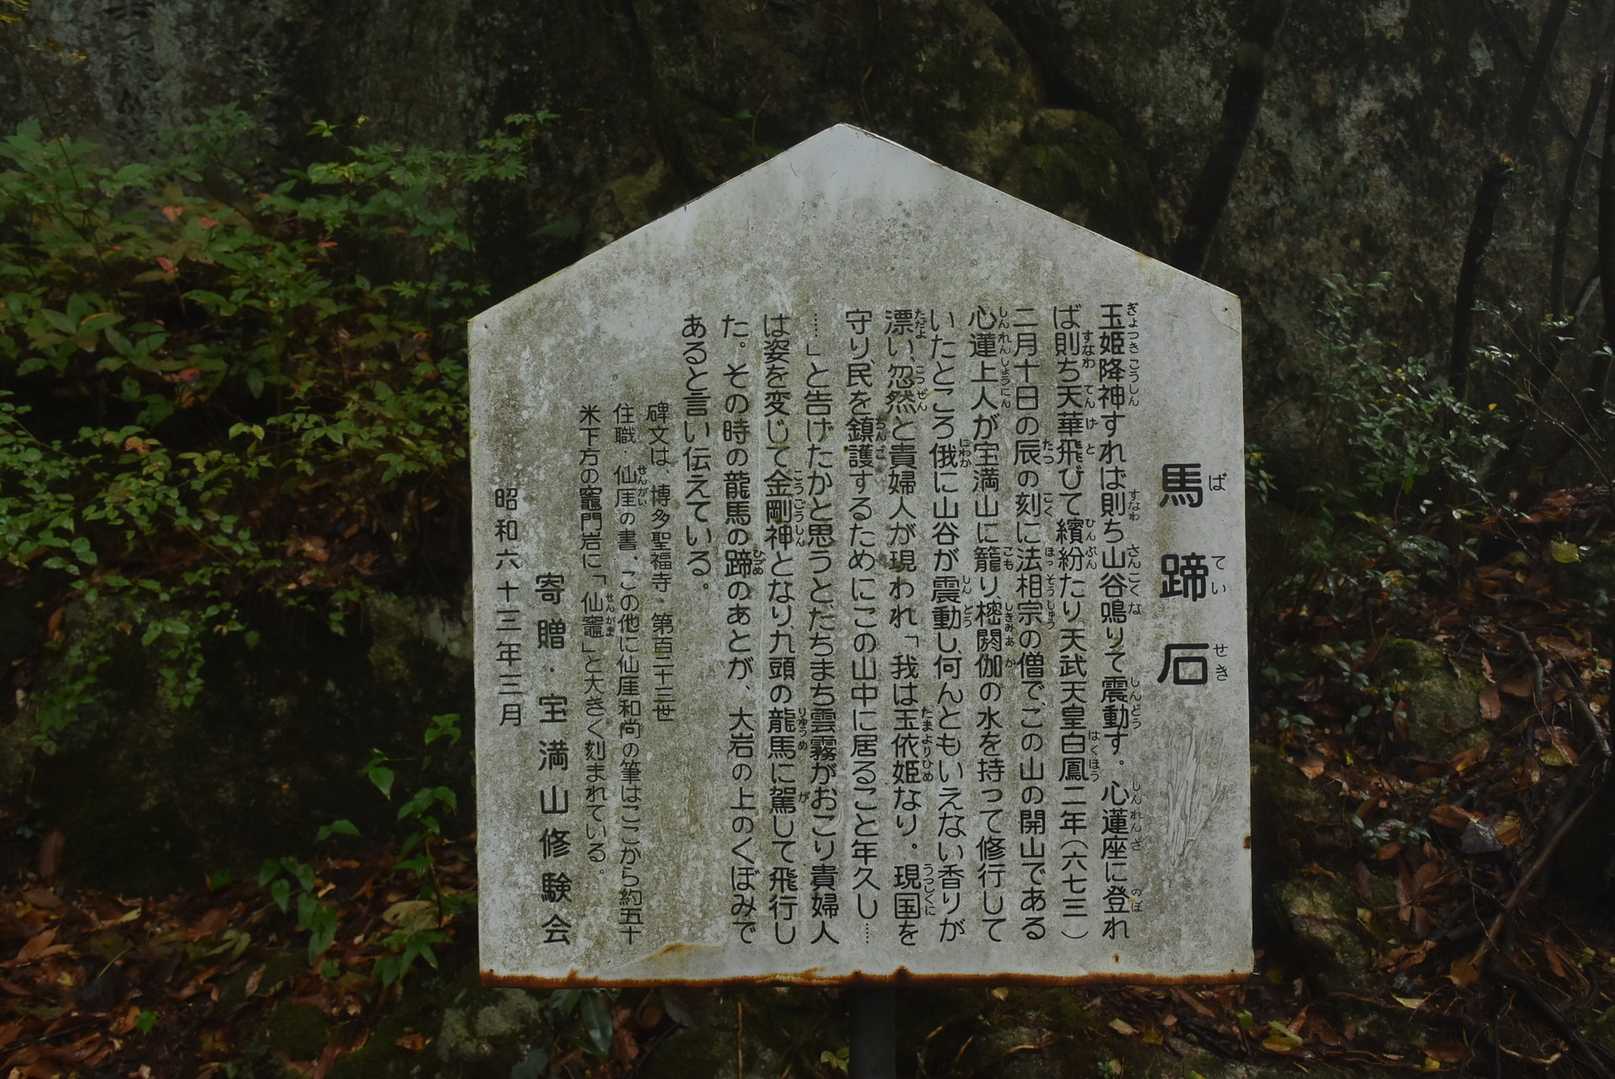 馬蹄石
玉姫降神すれば則ち山谷鳴りて震動す。心蓮座に登れ
ば則ち天華飛びて繽紛たり天武天皇白鳳二年(六七三)
二月十日の辰の刻に法相宗の僧で、この山の開山である
心蓮上人が宝満山に籠り、樒閼伽の水を持って修行して
いたところ俄に山谷が震動し、何んともいえない香りが
漂い、忽然と貴婦人が現われ「我は玉依姫なり。現国を
守り、民を鎮護するためにこの山中に居ること年久し……
……」と告げたかと思うとたちまち雲霧がおこり貴婦人
は姿を変じて金剛神となり九頭の龍馬に駕して飛行し
た。その時の龍馬の蹄のあとが、大岩の上のくぼみで
あると言い伝えている。
碑文は、博多聖福寺・第百二十三世
住職・仙厓の書、この他に仙厓和尚の筆はここから約五十
米下方の竈門岩に「仙竈」と大きく刻まれている。
寄贈・宝満山修験会
昭和六十三年三月